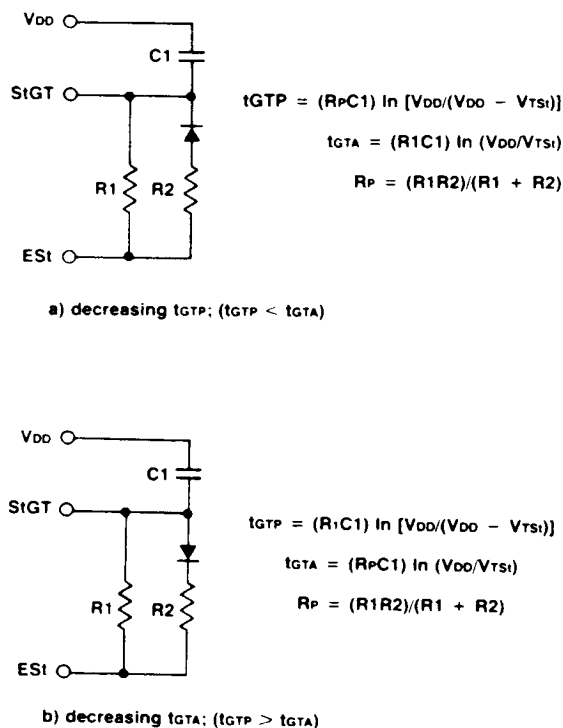 VDD
C1
StGT
tGTP = (RPC1) ln [VDD/(VDD – VTSt)]
tGTA = (R1C1) ln (VDD/VTSt)
R1
R2
RP = (R1R2)/(R1 + R2)
ESt
a) decreasing tGTP; (tGTP < tGTA)
VDD
C1
StGT
tGTP = (R1C1) ln [VDD/(VDD – VTSt)]
tGTA = (RPC1) ln (VDD/VTSt)
R1
R2
RP = (R1R2)/(R1 + R2)
ESt
b) decreasing tGTA; (tGTP > tGTA)